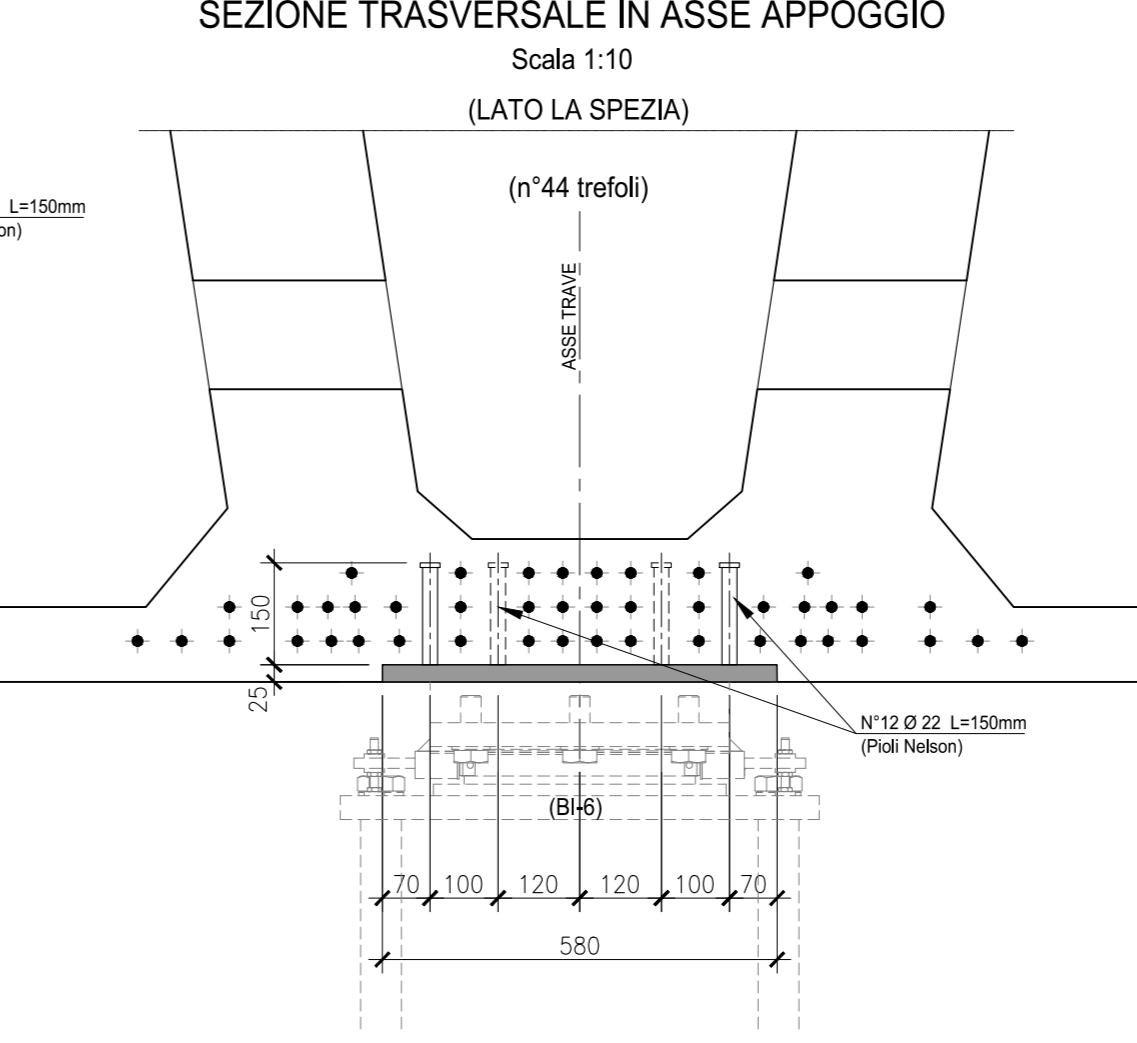 SEZIONE TRASVERSALE IN ASSE APPOGGIO
Scala 1:10
(LATO LA SPEZIA)
(n°44 trefoli)
L=150mm
on)
ASSE TRAVE
150
25
N°12 Ø 22 L=150mm
(Pioli Nelson)
(BI-6)
70 100 120 120 100 70
580